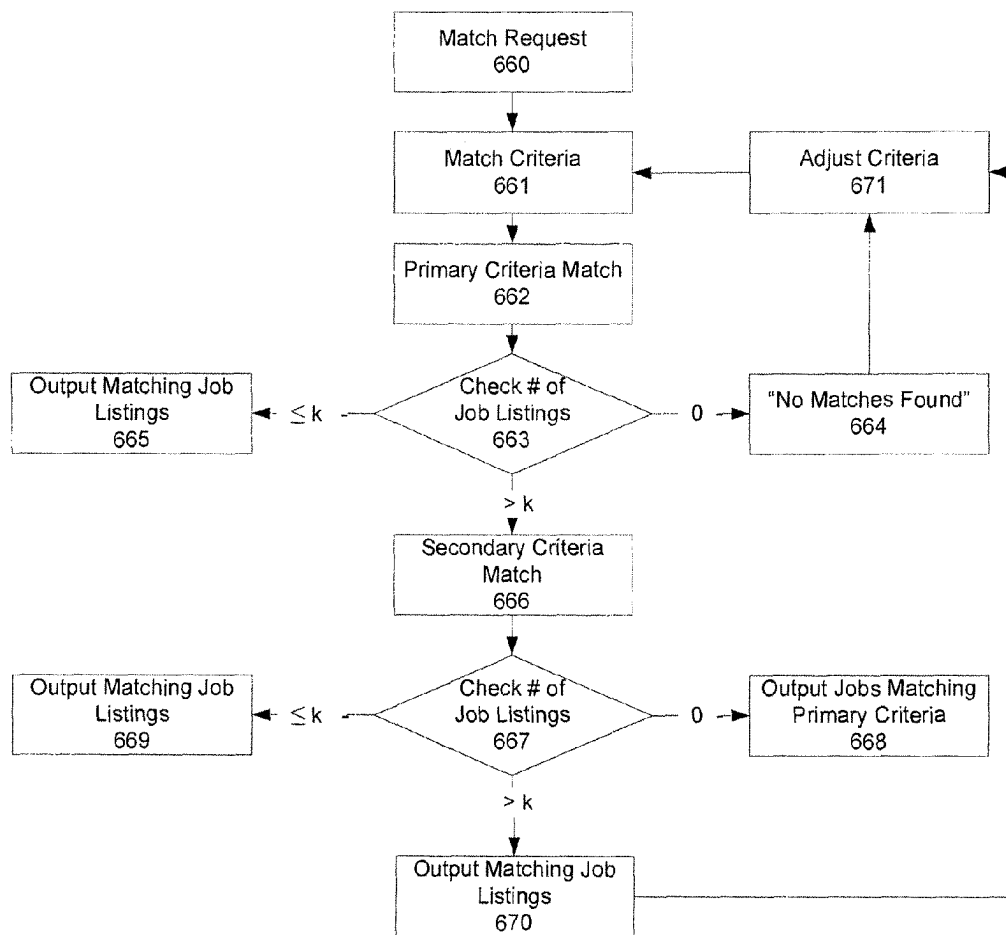 Match Request
660
Match Criteria
661
Adjust Criteria
671
Primary Criteria Match
662
Output Matching Job
Listings
665
≤ k
Check # of
Job Listings
663
0
"No Matches Found"
664
> k
Secondary Criteria
Match
666
Output Matching Job
Listings
669
≤ k
Check # of
Job Listings
667
0
Output Jobs Matching
Primary Criteria
668
> k
Output Matching Job
Listings
670